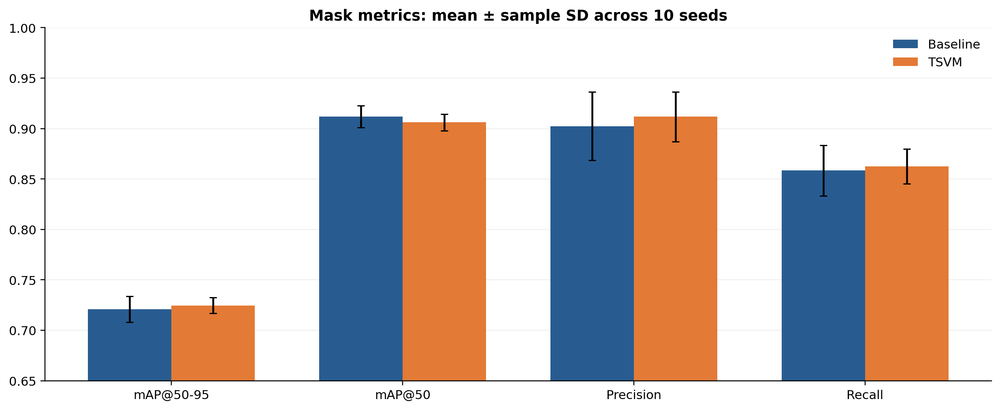 Mask metrics: mean ± sample SD across 10 seeds
1.00
0.95
0.90
0.85
0.80
0.75
0.70
0.65
Baseline
TSVM
mAP@50-95
mAP@50
Precision
Recall